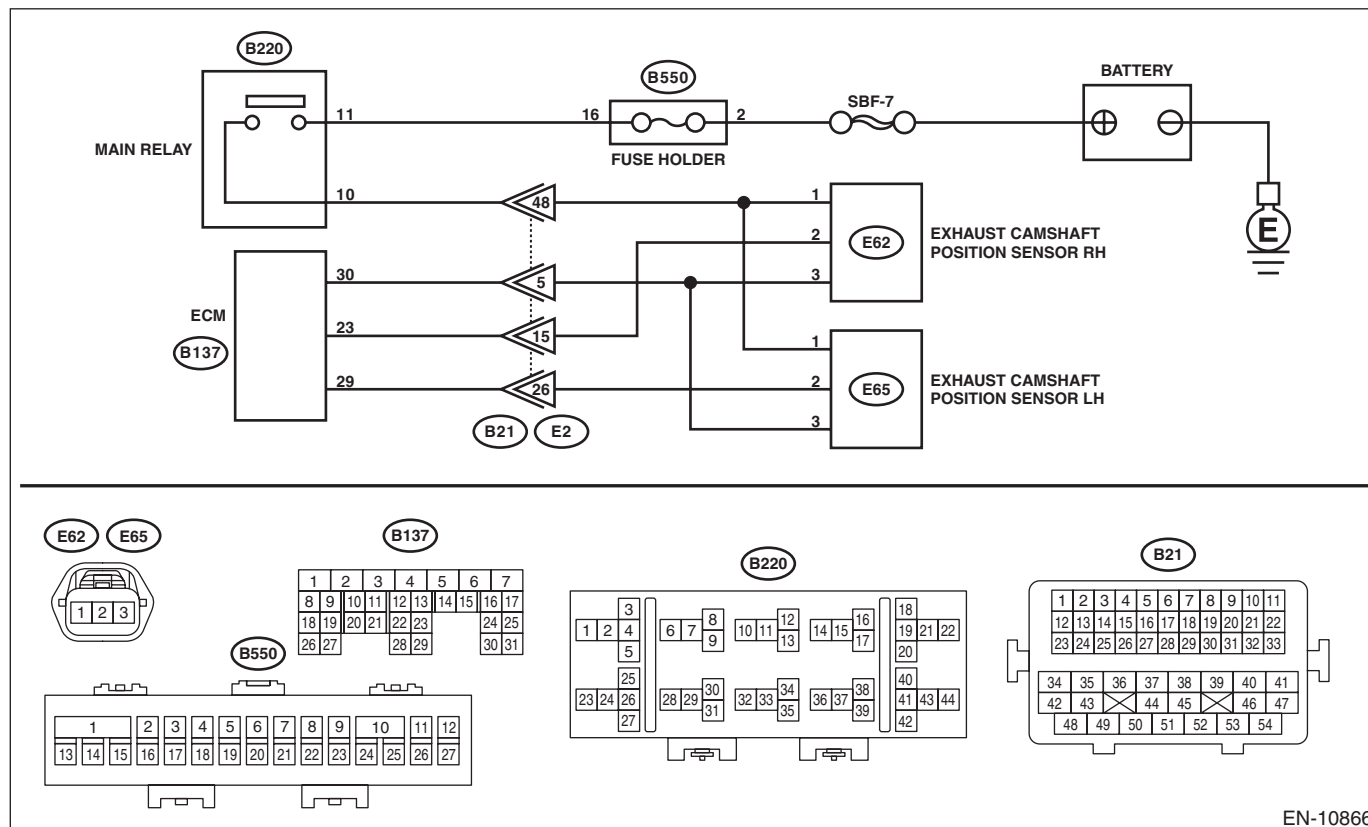 B220
B550
BATTERY
SBF-7
11
16
2
MAIN RELAY
FUSE HOLDER
10
48
1
2
E62
EXHAUST CAMSHAFT
POSITION SENSOR RH
E
30
5
3
ECM
23
15
B137
1
29
26
2
E65
EXHAUST CAMSHAFT
POSITION SENSOR LH
3
B21 E2
E62 E65
1 2 3
B137
1 2 3 4 5 6 7
8 9 10 11 12 13 14 15 16 17
18 19 20 21 22 23 24 25
26 27 28 29 30 31
B220
3 8 12 16 18
1 2 4 6 7 10 11 14 15 19 21 22
5 9 13 17 20
25 30 34 38 40
23 24 26 28 29 32 33 36 37 41 43 44
27 31 35 39 42
B21
1 2 3 4 5 6 7 8 9 10 11
12 13 14 15 16 17 18 19 20 21 22
23 24 25 26 27 28 29 30 31 32 33
34 35 36 37 38 39 40 41
42 43 44 45 46 47
48 49 50 51 52 53 54
B550
1 2 3 4 5 6 7 8 9 10 11 12
13 14 15 16 17 18 19 20 21 22 23 24 25 26 27
EN-10866